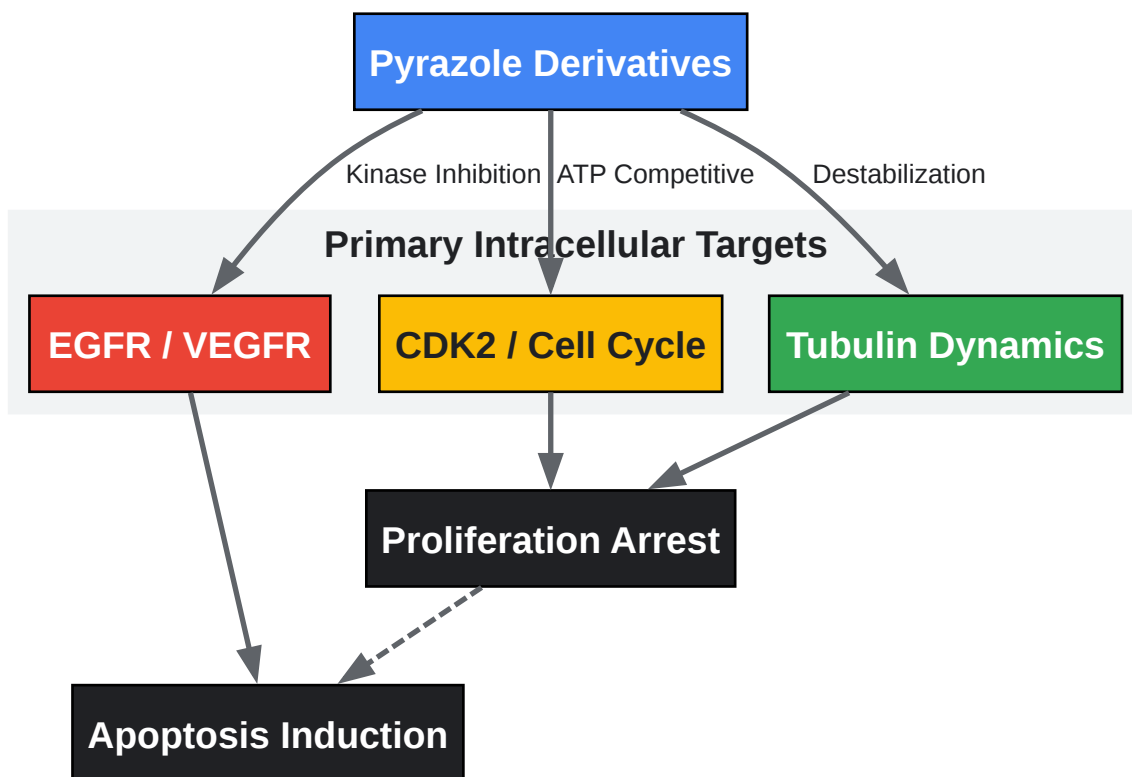 Pyrazole Derivatives
Kinase Inhibition
ATP Competitive
Destabilization
Primary Intracellular Targets
EGFR / VEGFR
CDK2 / Cell Cycle
Tubulin Dynamics
Proliferation Arrest
Apoptosis Induction